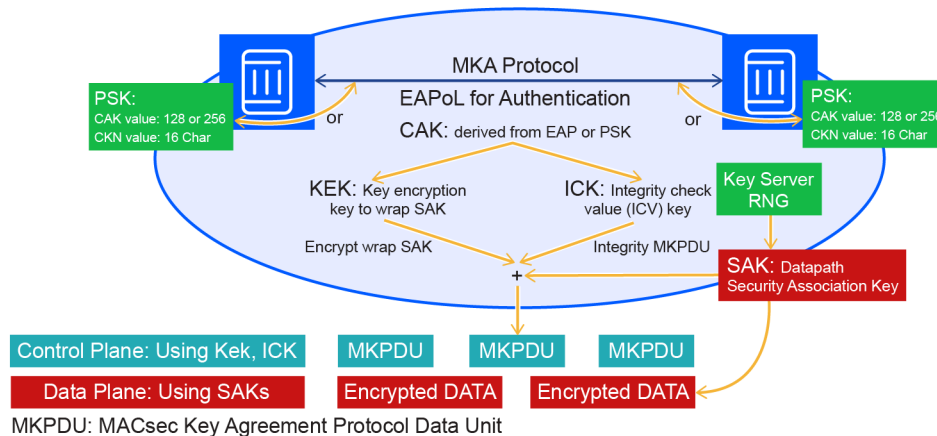 MKA Protocol
EAPoL for Authentication
PSK:
CAK value: 128 or 256
CKN value: 16 Char
or
or
PSK:
CAK value: 128 or 256
CKN value: 16 Char
CAK: derived from EAP or PSK
KEK: Key encryption
key to wrap SAK
ICK: Integrity check
value (ICV) key
Key Server
RNG
Encrypt wrap SAK
Integrity MKPDU
+
SAK: Datapath
Security Association Key
Control Plane: Using Kek, ICK
MKPDU
MKPDU
MKPDU
Data Plane: Using SAKs
Encrypted DATA
Encrypted DATA
MKPDU: MACsec Key Agreement Protocol Data Unit